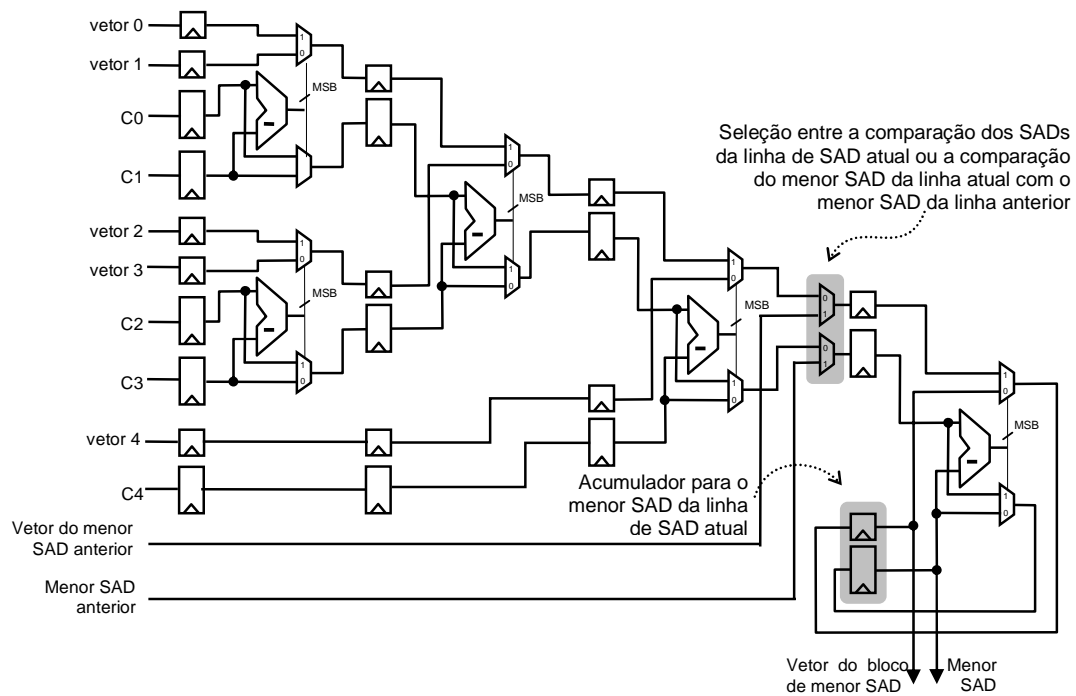 vetor 0
1
0
vetor 1
MSB
C0
-
C1
Seleção entre a comparação dos SADs
da linha de SAD atual ou a comparação
do menor SAD da linha atual com o
menor SAD da linha anterior
1
0
MSB
-
1
0
vetor 2
1
0
vetor 3
MSB
C2
-
C3
1
0
1
0
MSB
-
1
0
0
1
0
1
1
0
MSB
-
1
0
vetor 4
C4
Acumulador para o
menor SAD da linha
de SAD atual
Vetor do menor
SAD anterior
Menor SAD
anterior
Vetor do bloco
de menor SAD
Menor
SAD